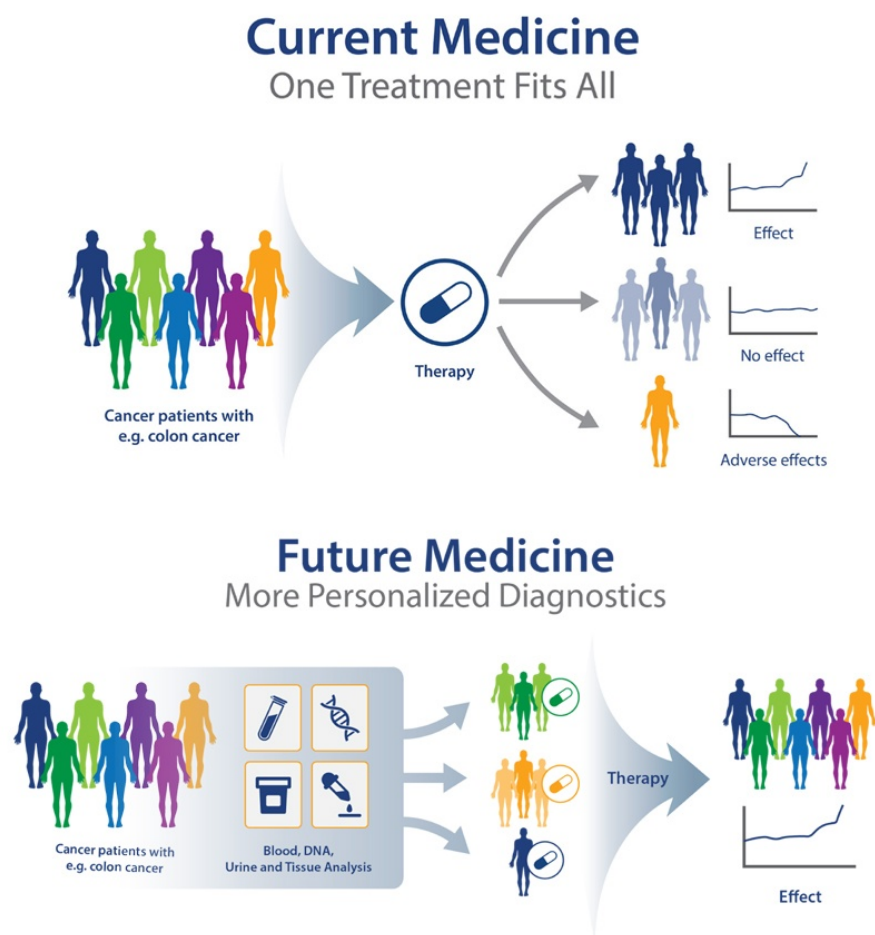 Current Medicine
One Treatment Fits All
Effect
No effect
Therapy
Cancer patients with
e.g. colon cancer
Adverse effects
Future Medicine
More Personalized Diagnostics
Therapy
Cancer patients with
e.g. colon cancer
Blood, DNA,
Urine and Tissue Analysis
Effect